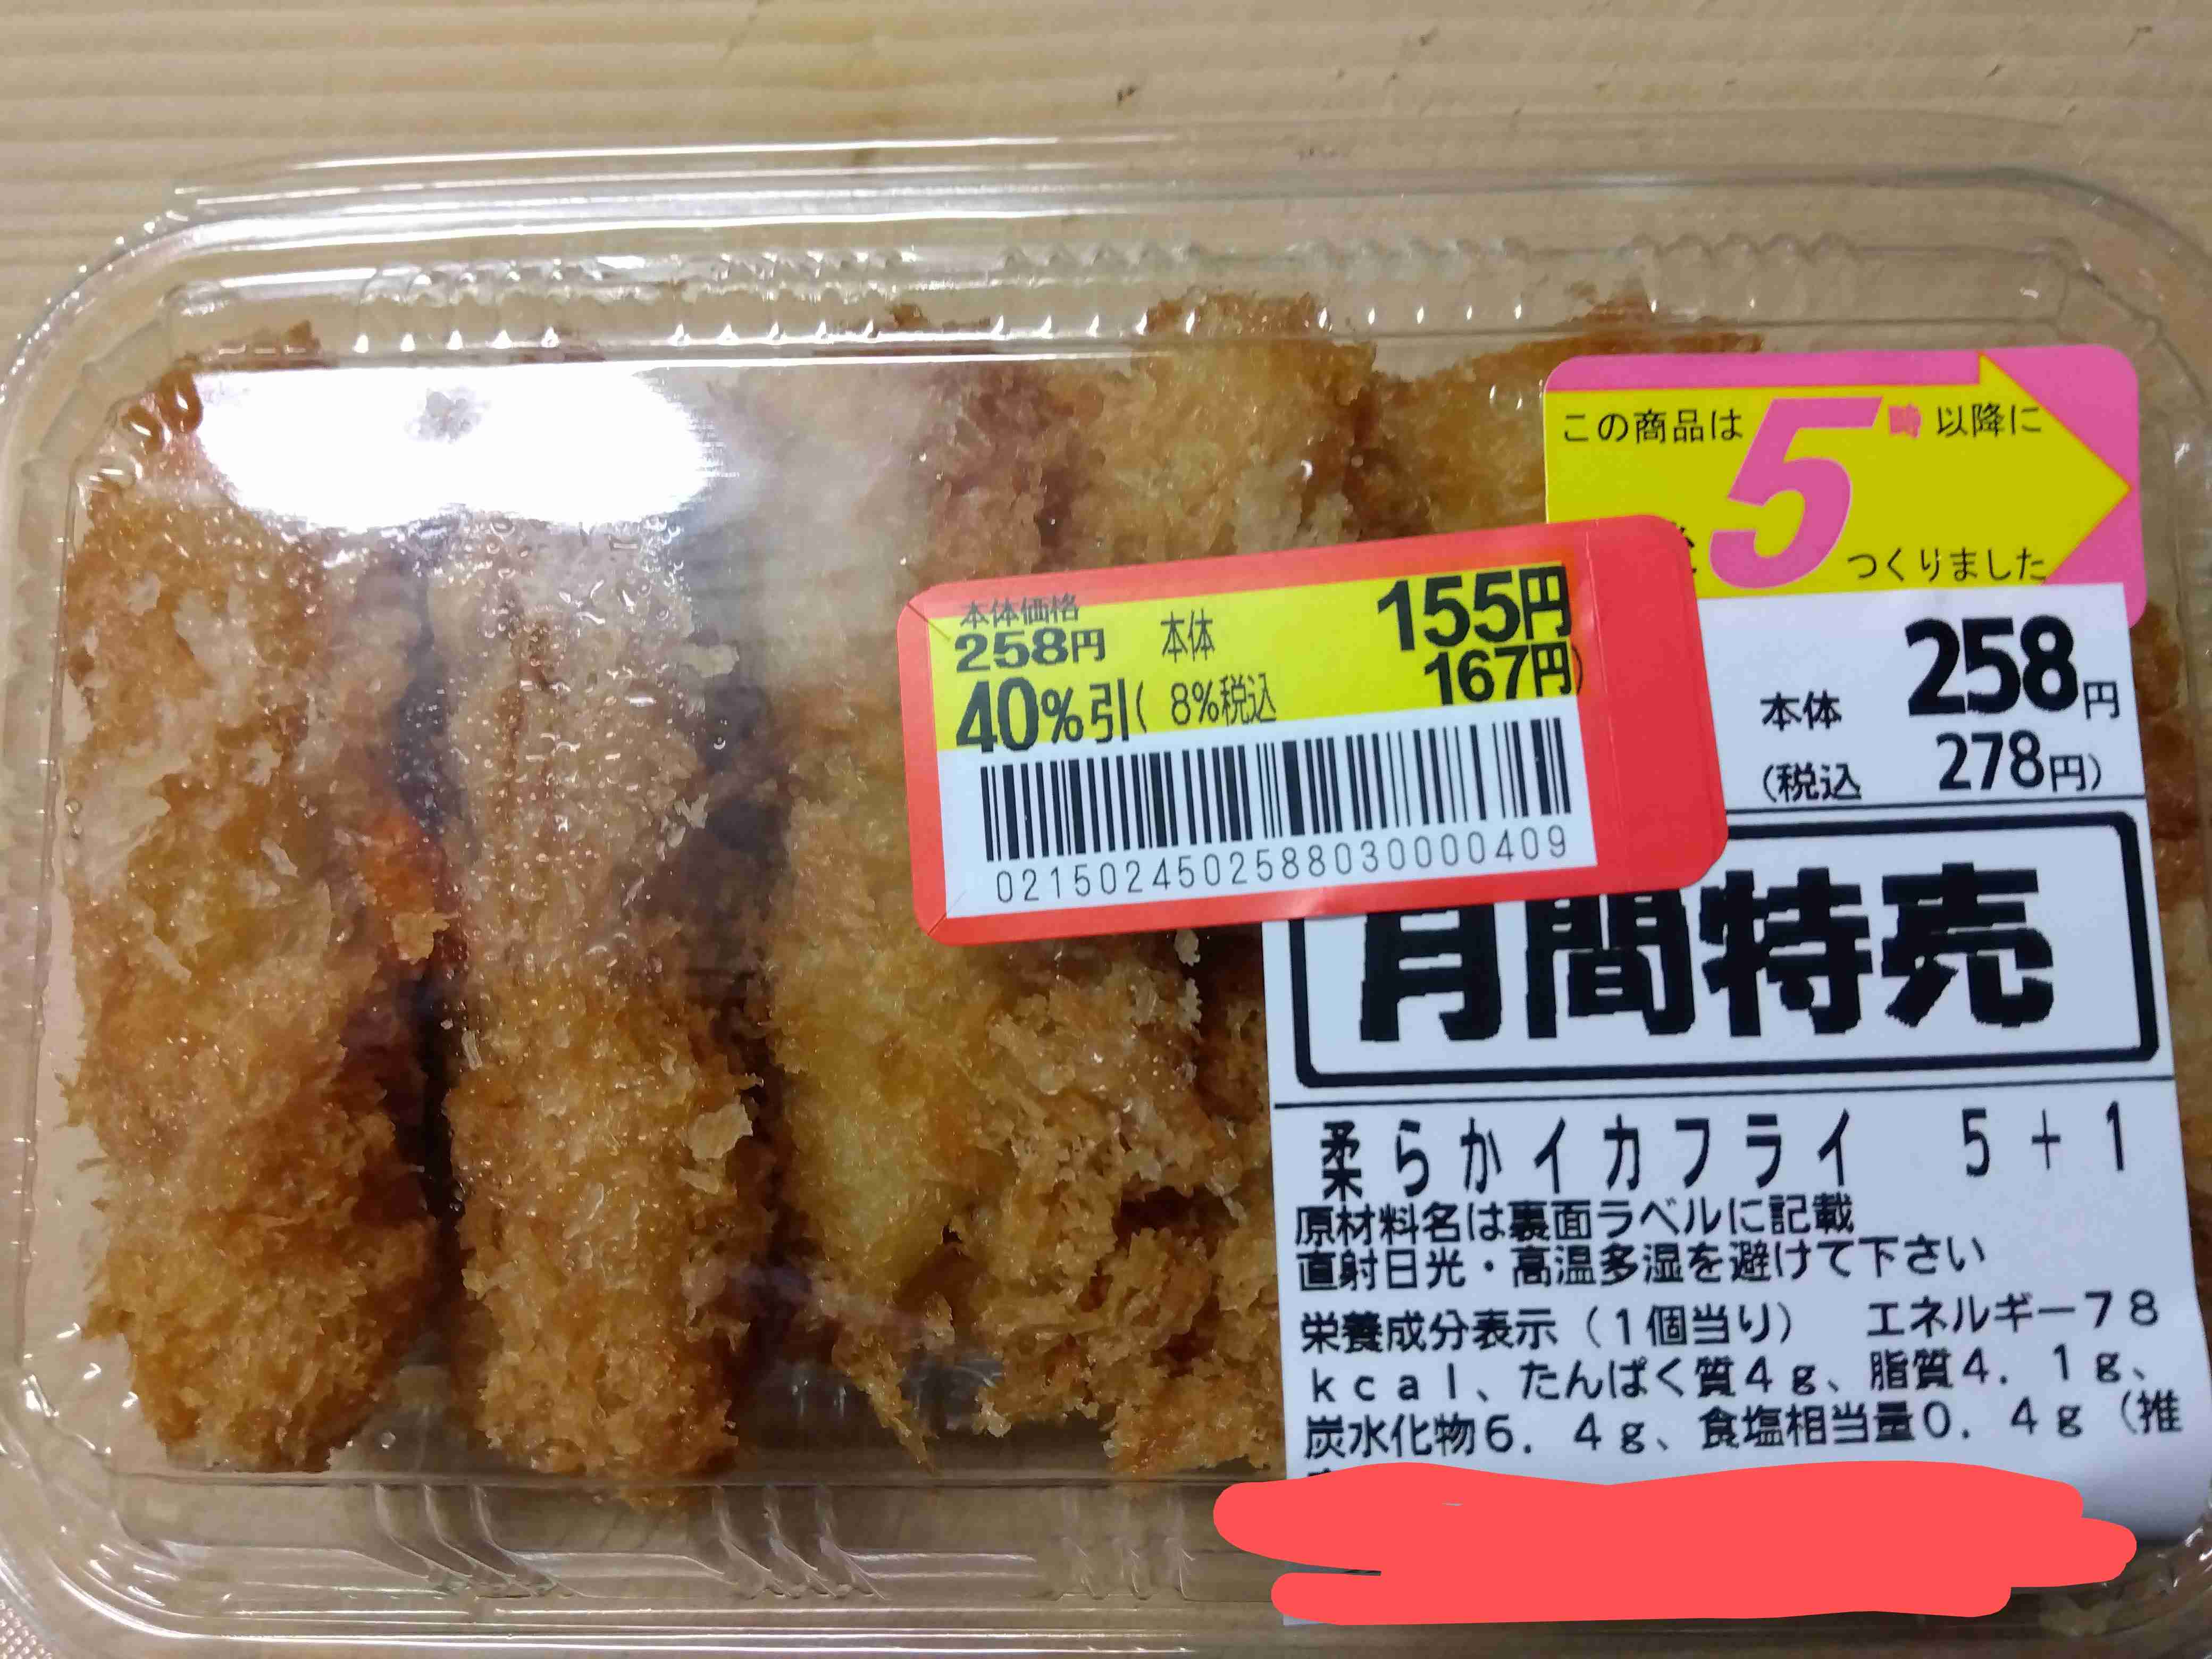 この商品は 5時 以降に
つくりました
本体価格
258円 本体 155円
40%引( 8%税込 167円)
0215024502588030000409
本体 258円
(税込 278円)
月間特売
柔らかイカフライ 5+1
原材料名は裏面ラベルに記載
直射日光・高温多湿を避けて下さい
栄養成分表示(1個当り) エネルギー78
kcal、たんぱく質4g、脂質4.1g、
炭水化物6.4g、食塩相当量0.4g(推